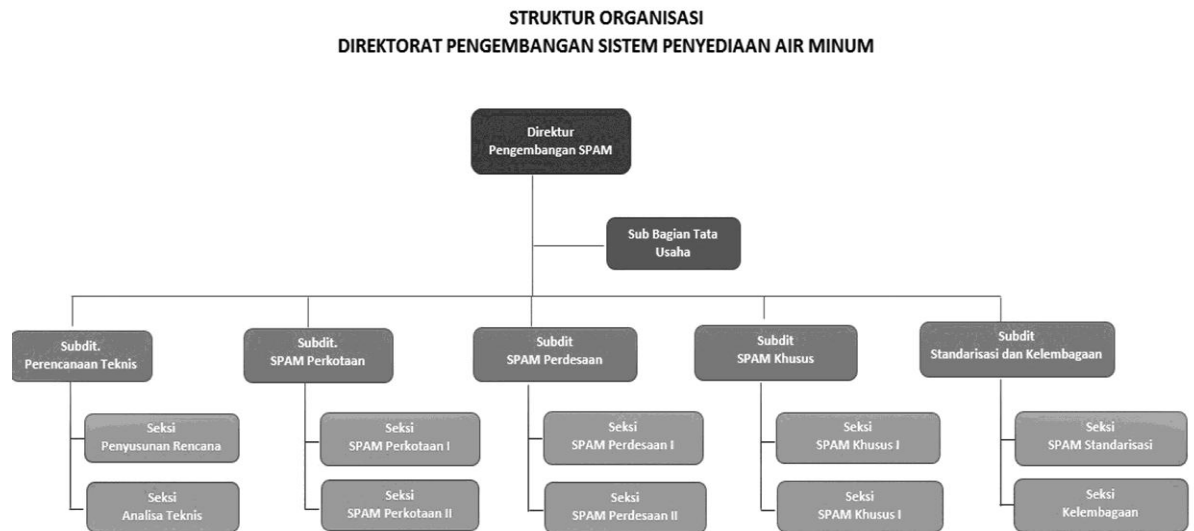 STRUKTUR ORGANISASI
DIREKTORAT PENGEMBANGAN SISTEM PENYEDIAAN AIR MINUM
Direktur
Pengembangan SPAM
Sub Bagian Tata
Usaha
Subdit.
Perencanaan Teknis
Subdit.
SPAM Perkotaan
Subdit
SPAM Perdesaan
Subdit
SPAM Khusus
Subdit
Standarisasi dan Kelembagaan
Seksi
Penyusunan Rencana
Seksi
SPAM Perkotaan I
Seksi
SPAM Perdesaan I
Seksi
SPAM Khusus I
Seksi
SPAM Standarisasi
Seksi
Analisa Teknis
Seksi
SPAM Perkotaan II
Seksi
SPAM Perdesaan II
Seksi
SPAM Khusus I
Seksi
Kelembagaan